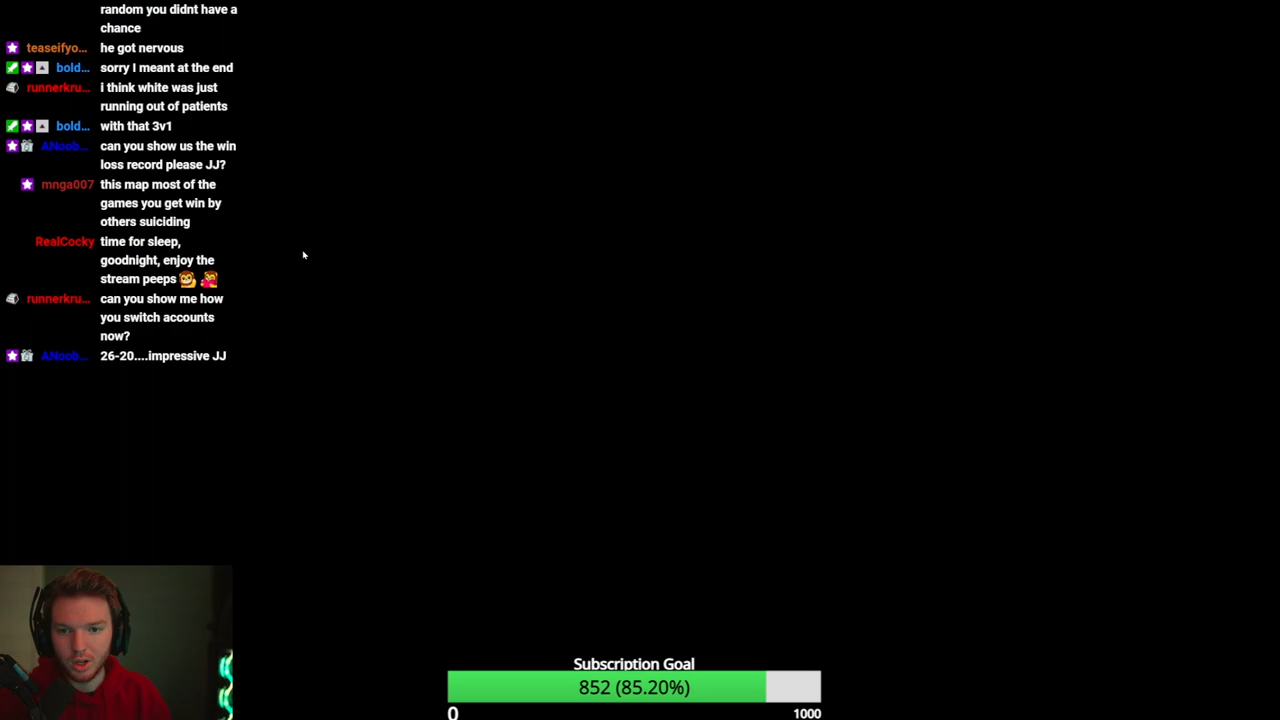 random you didnt have a
chance
teaseifyo... he got nervous
bold... sorry I meant at the end
runnerkru... i think white was just
running out of patients
bold... with that 3v1
ANoob... can you show us the win
loss record please JJ?
mnga007 this map most of the
games you get win by
others suiciding
RealCocky time for sleep,
goodnight, enjoy the
stream peeps
runnerkru... can you show me how
you switch accounts
now?
ANoob... 26-20....impressive JJ
Subscription Goal
852 (85.20%)
0 1000